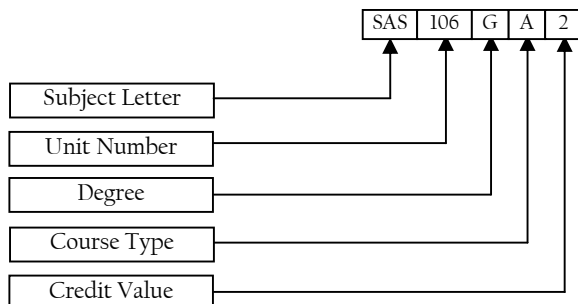 SAS 106 G A 2
Subject Letter
Unit Number
Degree
Course Type
Credit Value